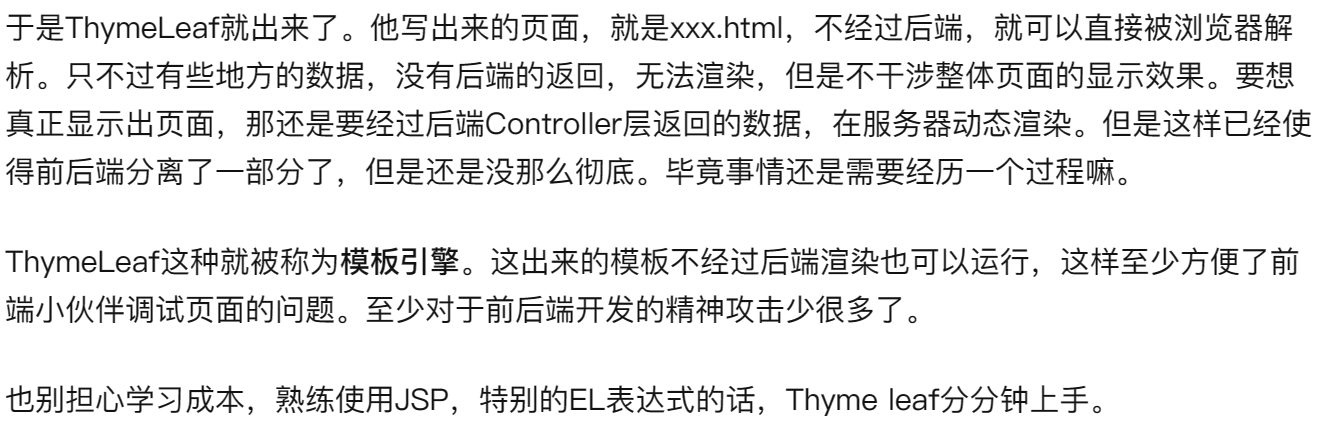 于是ThymeLeaf就出来了。他写出来的页面，就是xxx.html，不经过后端，就可以直接被浏览器解
析。只不过有些地方的数据，没有后端的返回，无法渲染，但是不干涉整体页面的显示效果。要想
真正显示出页面，那还是要经过后端Controller层返回的数据，在服务器动态渲染。但是这样已经使
得前后端分离了一部分了，但是还是没那么彻底。毕竟事情还是需要经历一个过程嘛。
ThymeLeaf这种就被称为模板引擎。这出来的模板不经过后端渲染也可以运行，这样至少方便了前
端小伙伴调试页面的问题。至少对于前后端开发的精神攻击少很多了。
也别担心学习成本，熟练使用JSP，特别的EL表达式的话，Thyme leaf分分钟上手。